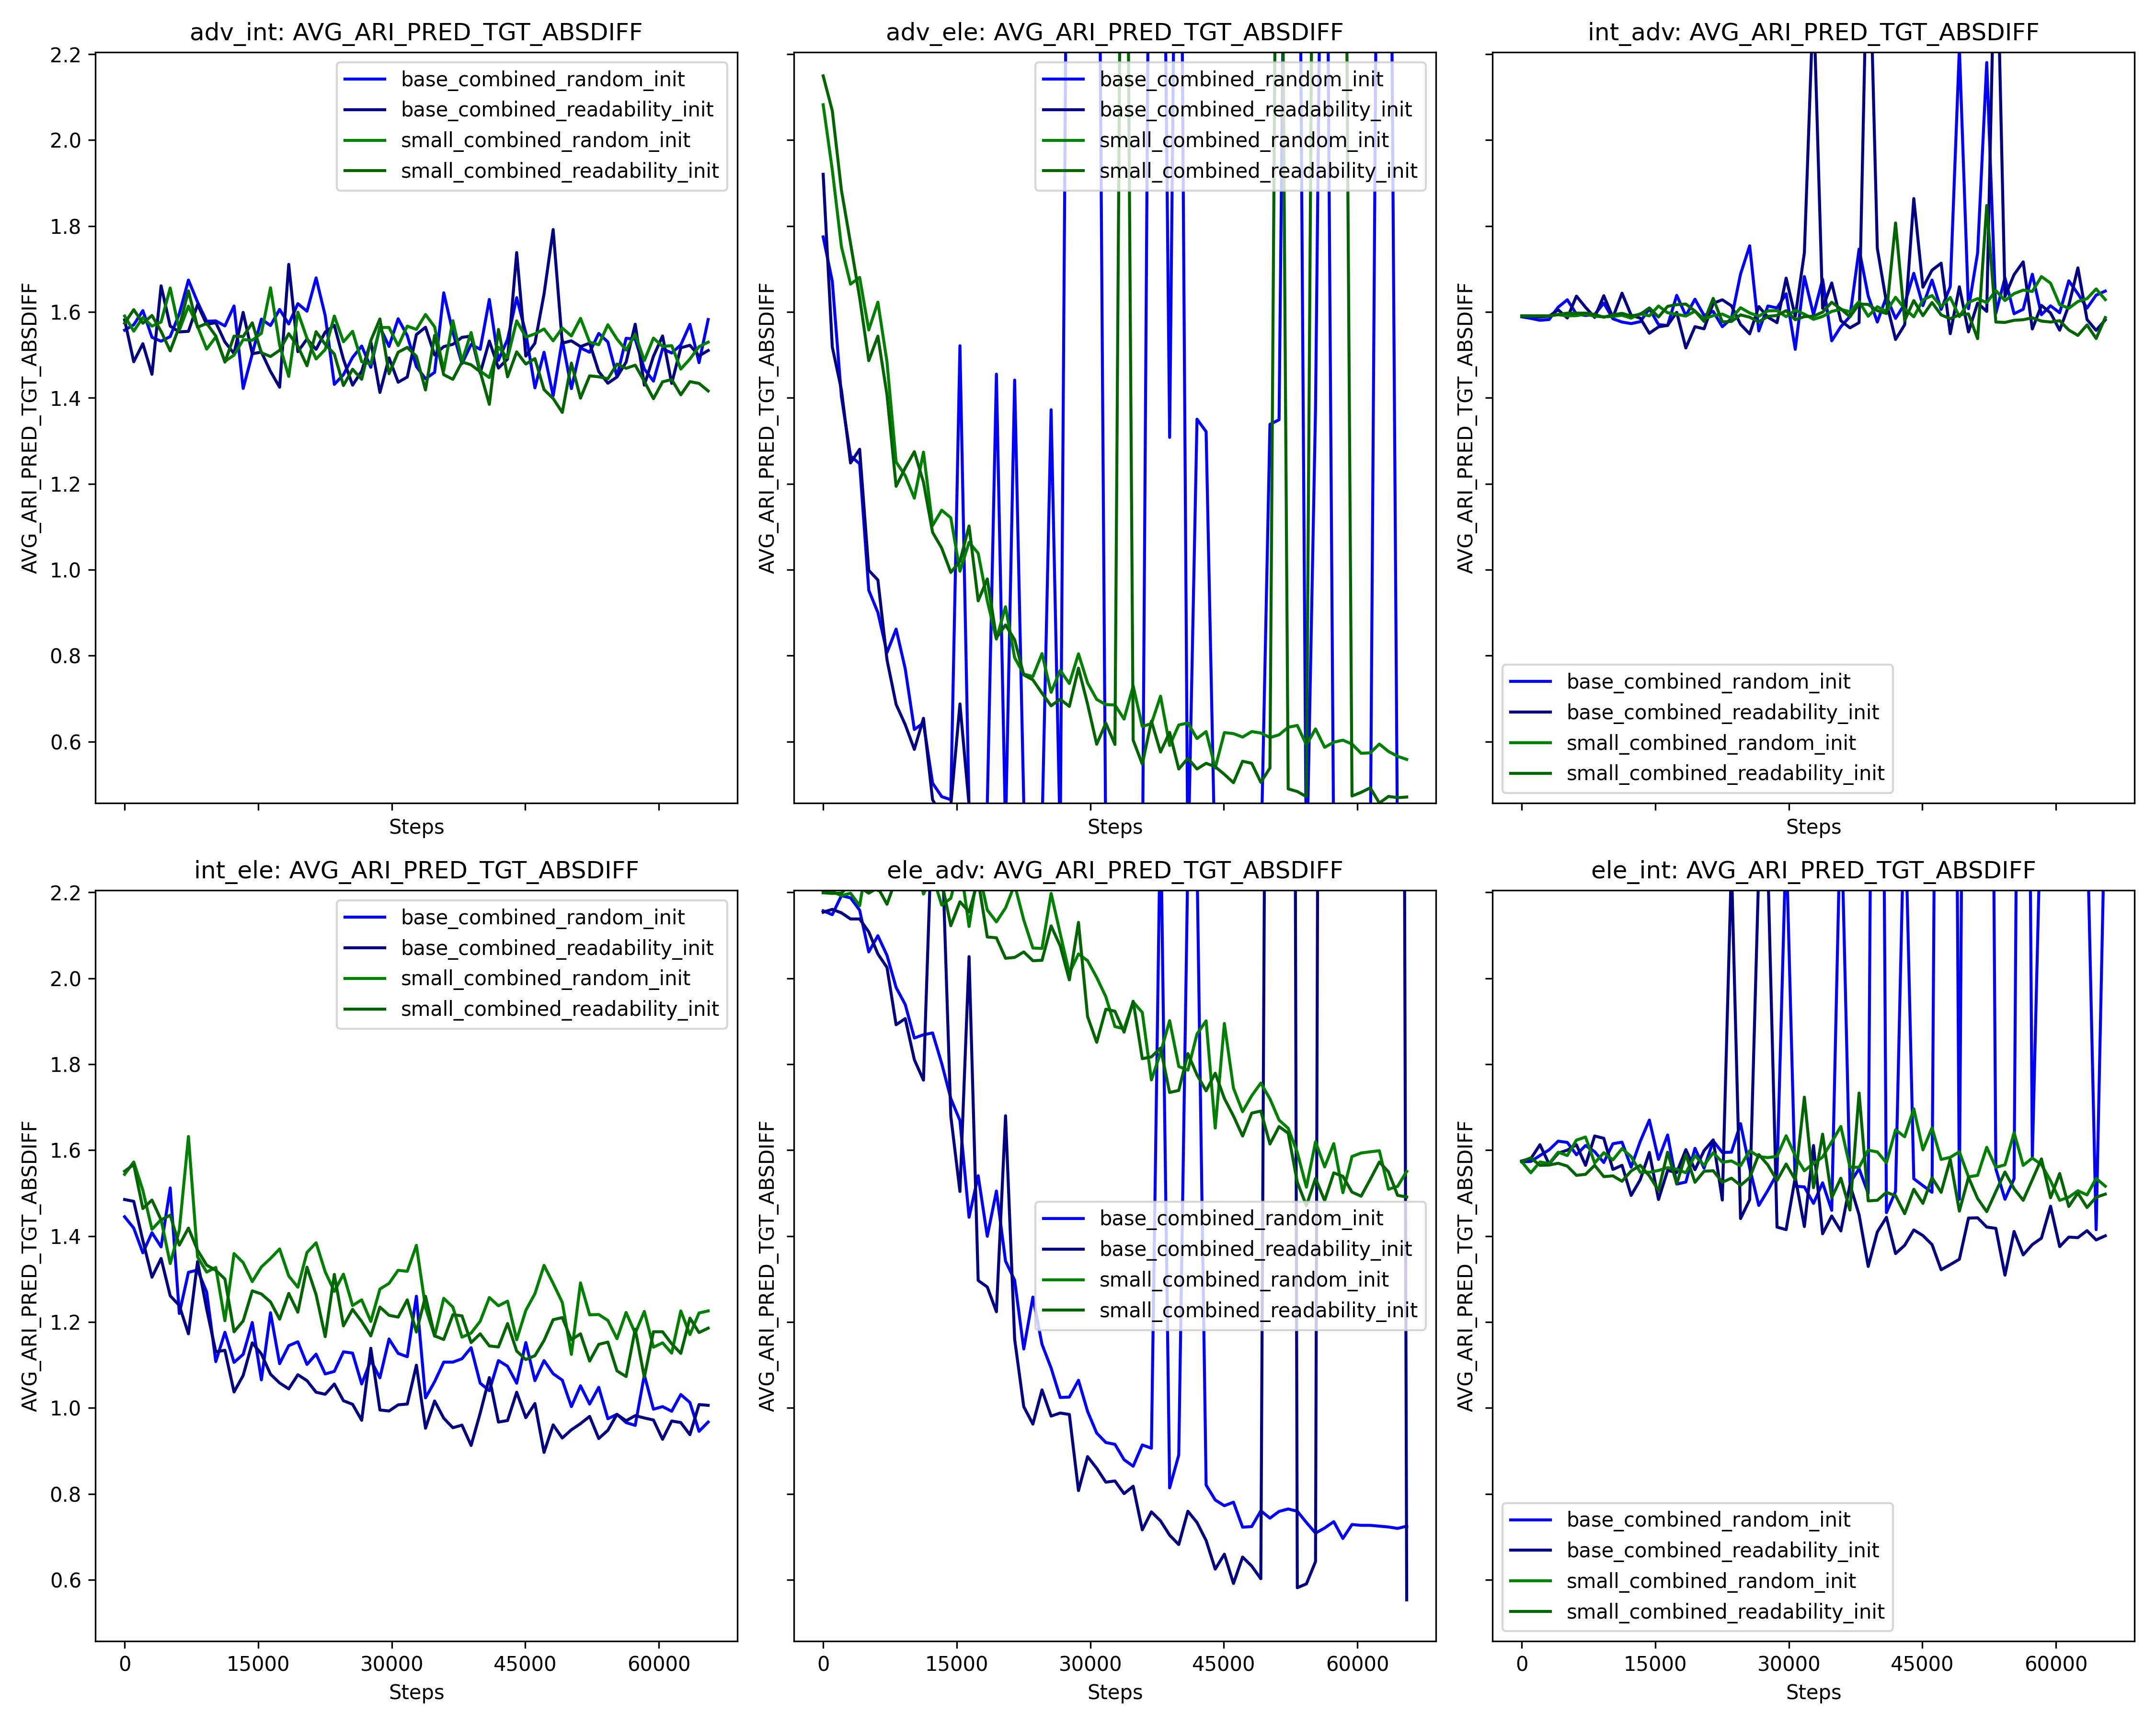 adv_int: AVG_ARI_PRED_TGT_ABSDIFF
AVG_ARI_PRED_TGT_ABSDIFF
2.2
2.0
1.8
1.6
1.4
1.2
1.0
0.8
0.6
base_combined_random_init
base_combined_readability_init
small_combined_random_init
small_combined_readability_init
Steps
adv_ele: AVG_ARI_PRED_TGT_ABSDIFF
AVG_ARI_PRED_TGT_ABSDIFF
base_combined_random_init
base_combined_readability_init
small_combined_random_init
small_combined_readability_init
Steps
int_adv: AVG_ARI_PRED_TGT_ABSDIFF
AVG_ARI_PRED_TGT_ABSDIFF
base_combined_random_init
base_combined_readability_init
small_combined_random_init
small_combined_readability_init
Steps
int_ele: AVG_ARI_PRED_TGT_ABSDIFF
AVG_ARI_PRED_TGT_ABSDIFF
2.2
2.0
1.8
1.6
1.4
1.2
1.0
0.8
0.6
base_combined_random_init
base_combined_readability_init
small_combined_random_init
small_combined_readability_init
0 15000 30000 45000 60000
Steps
ele_adv: AVG_ARI_PRED_TGT_ABSDIFF
AVG_ARI_PRED_TGT_ABSDIFF
base_combined_random_init
base_combined_readability_init
small_combined_random_init
small_combined_readability_init
0 15000 30000 45000 60000
Steps
ele_int: AVG_ARI_PRED_TGT_ABSDIFF
AVG_ARI_PRED_TGT_ABSDIFF
base_combined_random_init
base_combined_readability_init
small_combined_random_init
small_combined_readability_init
0 15000 30000 45000 60000
Steps